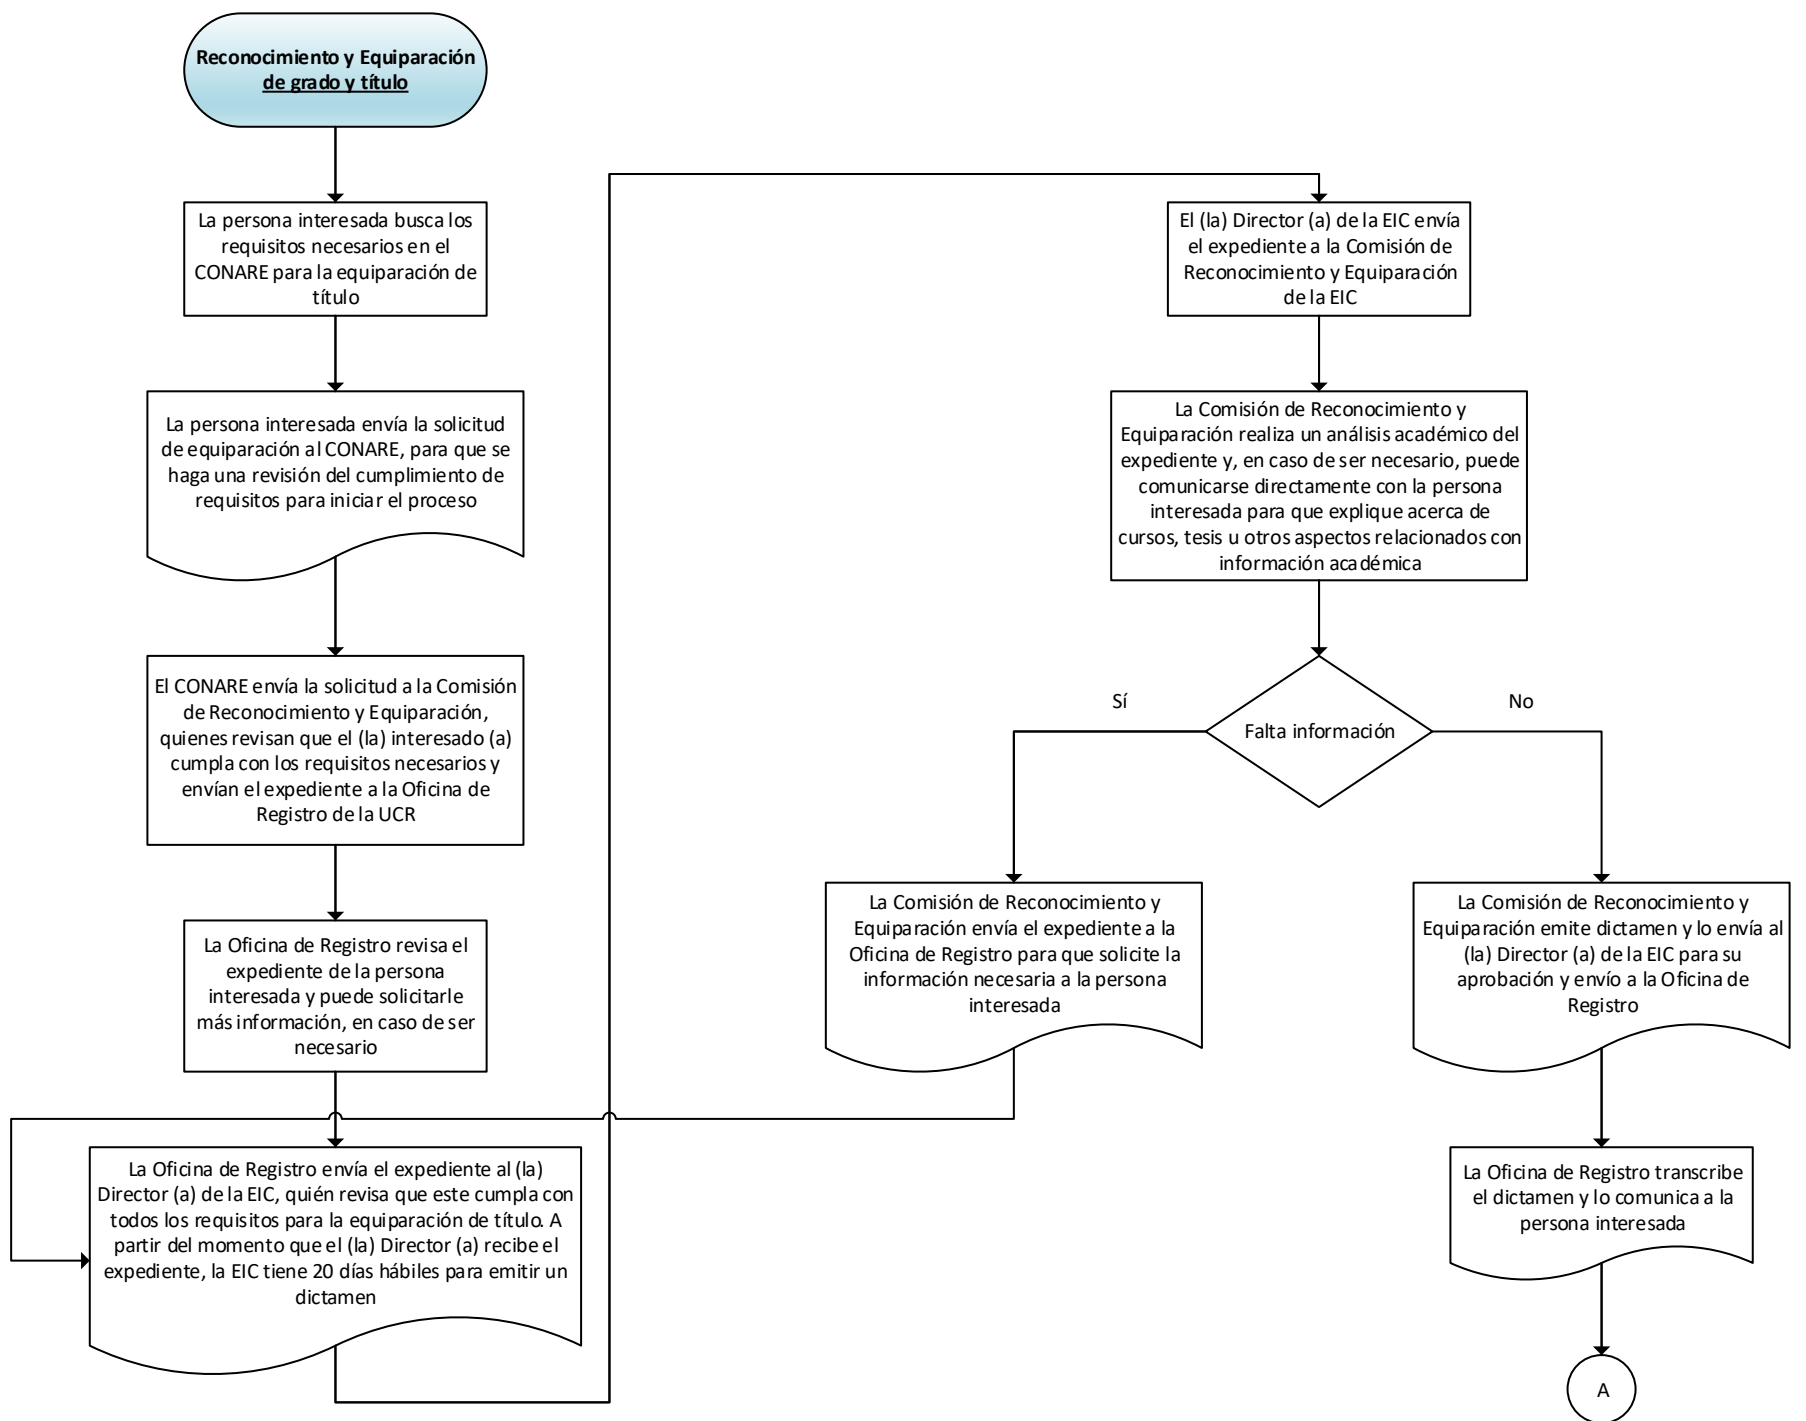 Reconocimiento y Equiparación
de grado y título
La persona interesada busca los
requisitos necesarios en el
CONARE para la equiparación de
título
La persona interesada envía la solicitud
de equiparación al CONARE, para que se
haga una revisión del cumplimiento de
requisitos para iniciar el proceso
El CONARE envía la solicitud a la Comisión
de Reconocimiento y Equiparación,
quienes revisan que el (la) interesado (a)
cumpla con los requisitos necesarios y
envían el expediente a la Oficina de
Registro de la UCR
La Oficina de Registro revisa el
expediente de la persona
interesada y puede solicitarle
más información, en caso de ser
necesario
La Oficina de Registro envía el expediente al (la)
Director (a) de la EIC, quién revisa que este cumpla con
todos los requisitos para la equiparación de título. A
partir del momento que el (la) Director (a) recibe el
expediente, la EIC tiene 20 días hábiles para emitir un
dictamen
El (la) Director (a) de la EIC envía
el expediente a la Comisión de
Reconocimiento y Equiparación
de la EIC
La Comisión de Reconocimiento y
Equiparación realiza un análisis académico del
expediente y, en caso de ser necesario, puede
comunicarse directamente con la persona
interesada para que explique acerca de
cursos, tesis u otros aspectos relacionados con
información académica
Falta información
Sí
No
La Comisión de Reconocimiento y
Equiparación envía el expediente a la
Oficina de Registro para que solicite la
información necesaria a la persona
interesada
La Comisión de Reconocimiento y
Equiparación emite dictamen y lo envía al
(la) Director (a) de la EIC para su
aprobación y envío a la Oficina de
Registro
La Oficina de Registro transcribe
el dictamen y lo comunica a la
persona interesada
A